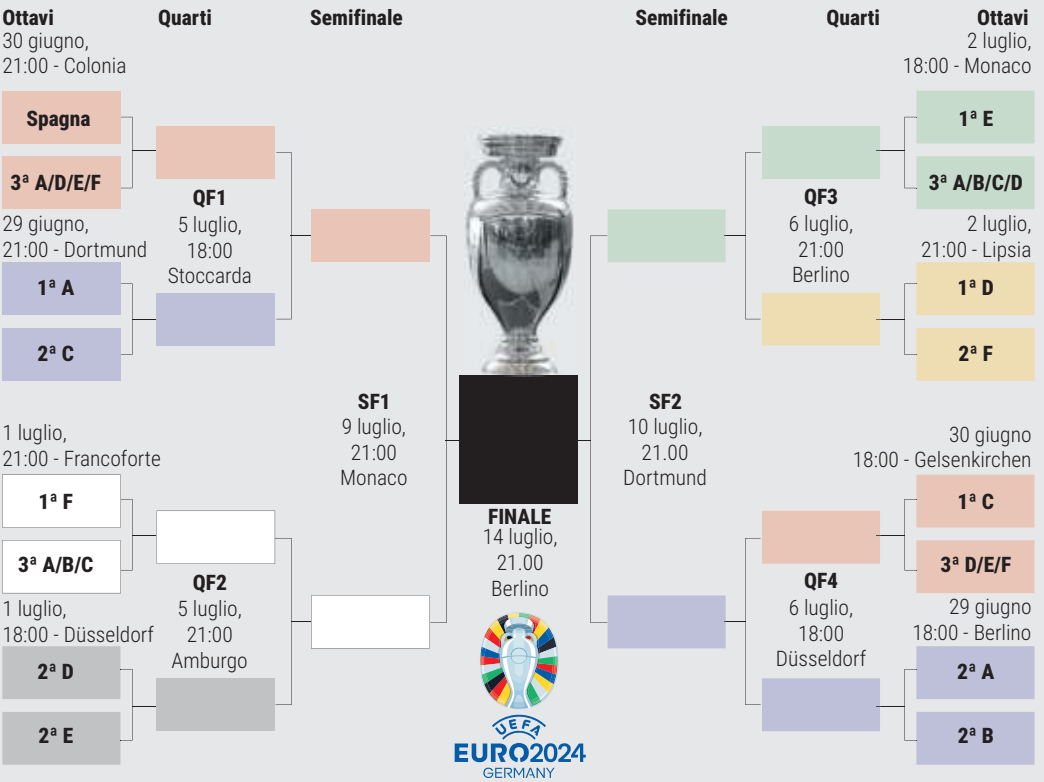 Ottavi
Quarti
Semifinale
Semifinale
Quarti
Ottavi
30 giugno,
21:00 - Colonia
Spagna
3ª A/D/E/F
29 giugno,
21:00 - Dortmund
1ª A
2ª C
QF1
5 luglio,
18:00
Stoccarda
1 luglio,
21:00 - Francoforte
1ª F
3ª A/B/C
1 luglio,
18:00 - Düsseldorf
2ª D
2ª E
QF2
5 luglio,
21:00
Amburgo
SF1
9 luglio,
21:00
Monaco
FINALE
14 luglio,
21.00
Berlino
UEFA
EURO2024
GERMANY
SF2
10 luglio,
21.00
Dortmund
QF3
6 luglio,
21:00
Berlino
2 luglio,
18:00 - Monaco
1ª E
3ª A/B/C/D
2 luglio,
21:00 - Lipsia
1ª D
2ª F
QF4
6 luglio,
18:00
Düsseldorf
30 giugno
18:00 - Gelsenkirchen
1ª C
3ª D/E/F
29 giugno
18:00 - Berlino
2ª A
2ª B